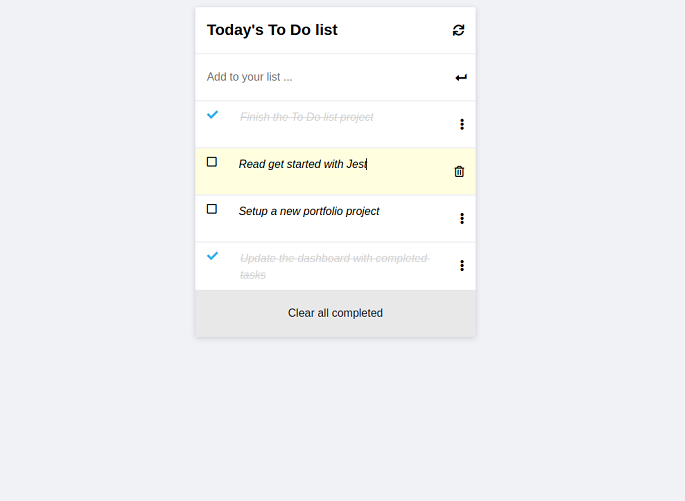 Today's To Do list
Add to your list ...
Finish the To Do list project
Read get started with Jest
Setup a new portfolio project
Update the dashboard with completed
tasks
Clear all completed